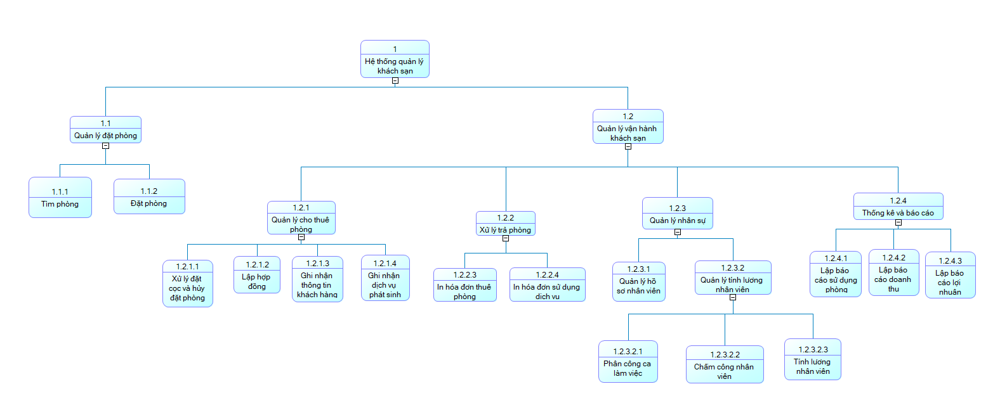 1
Hệ thống quản lý
khách sạn
1.1
Quản lý đặt phòng
1.2
Quản lý vận hành
khách sạn
1.1.1
Tìm phòng
1.1.2
Đặt phòng
1.2.1
Quản lý cho thuê
phòng
1.2.2
Xử lý trả phòng
1.2.3
Quản lý nhân sự
1.2.4
Thống kê và báo cáo
1.2.1.1
Xử lý đặt
cọc và hủy
đặt phòng
1.2.1.2
Lập hợp
đồng
1.2.1.3
Ghi nhận
thông tin
khách hàng
1.2.1.4
Ghi nhận
dịch vụ
phát sinh
1.2.2.3
In hóa đơn thuê
phòng
1.2.2.4
In hóa đơn sử dụng
dịch vụ
1.2.3.1
Quản lý hồ
sơ nhân viên
1.2.3.2
Quản lý tính lương
nhân viên
1.2.4.1
Lập báo
cáo sử dụng
phòng
1.2.4.2
Lập báo
cáo doanh
thu
1.2.4.3
Lập báo
cáo lợi
nhuận
1.2.3.2.1
Phân công ca
làm việc
1.2.3.2.2
Chấm công nhân
viên
1.2.3.2.3
Tính lương
nhân viên